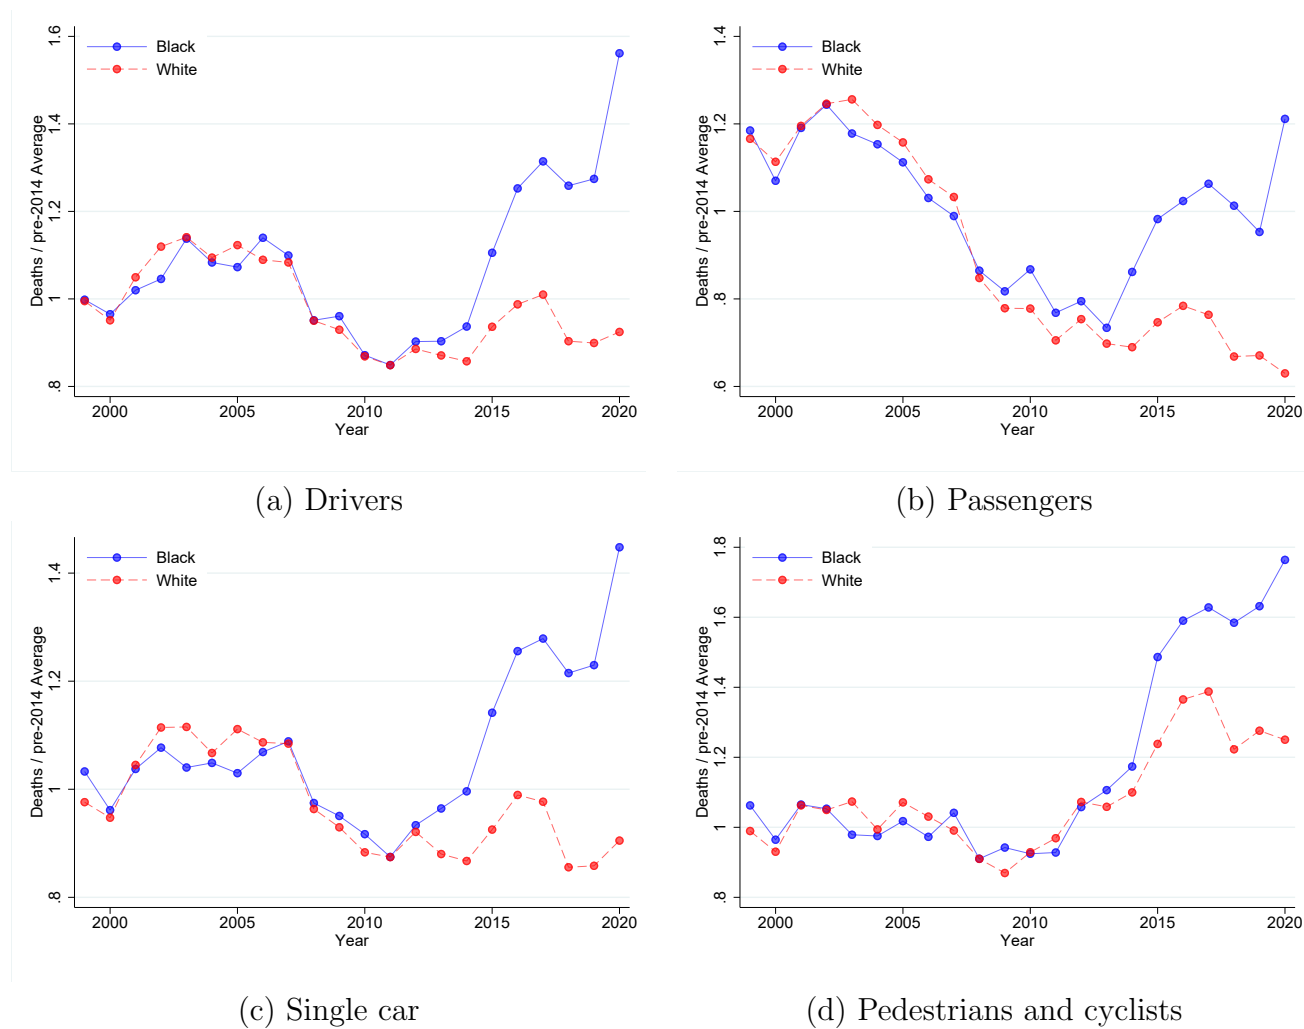 Black
White
Deaths / pre-2014 Average
1.6
1.4
1.2
1
.8
2000 2005 2010 2015 2020
Year
(a) Drivers
Black
White
Deaths / pre-2014 Average
1.4
1.2
1
.8
.6
2000 2005 2010 2015 2020
Year
(b) Passengers
Black
White
Deaths / pre-2014 Average
1.4
1.2
1
.8
2000 2005 2010 2015 2020
Year
(c) Single car
Black
White
Deaths / pre-2014 Average
1.8
1.6
1.4
1.2
1
.8
2000 2005 2010 2015 2020
Year
(d) Pedestrians and cyclists